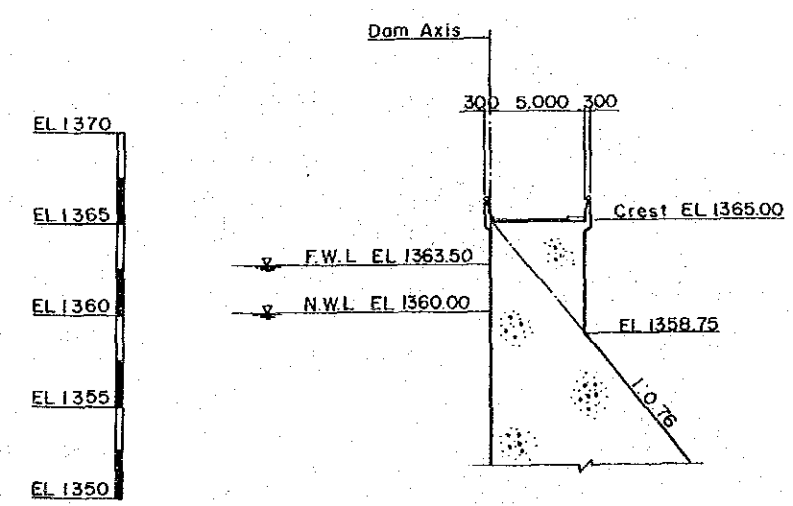 Dam Axis
300 5,000 300
EL 1370
EL 1365
Crest EL 1365.00
F.W.L EL 1363.50
N.W.L EL 1360.00
EL 1360
EL 1358.75
EL 1355
1:0.76
EL 1350